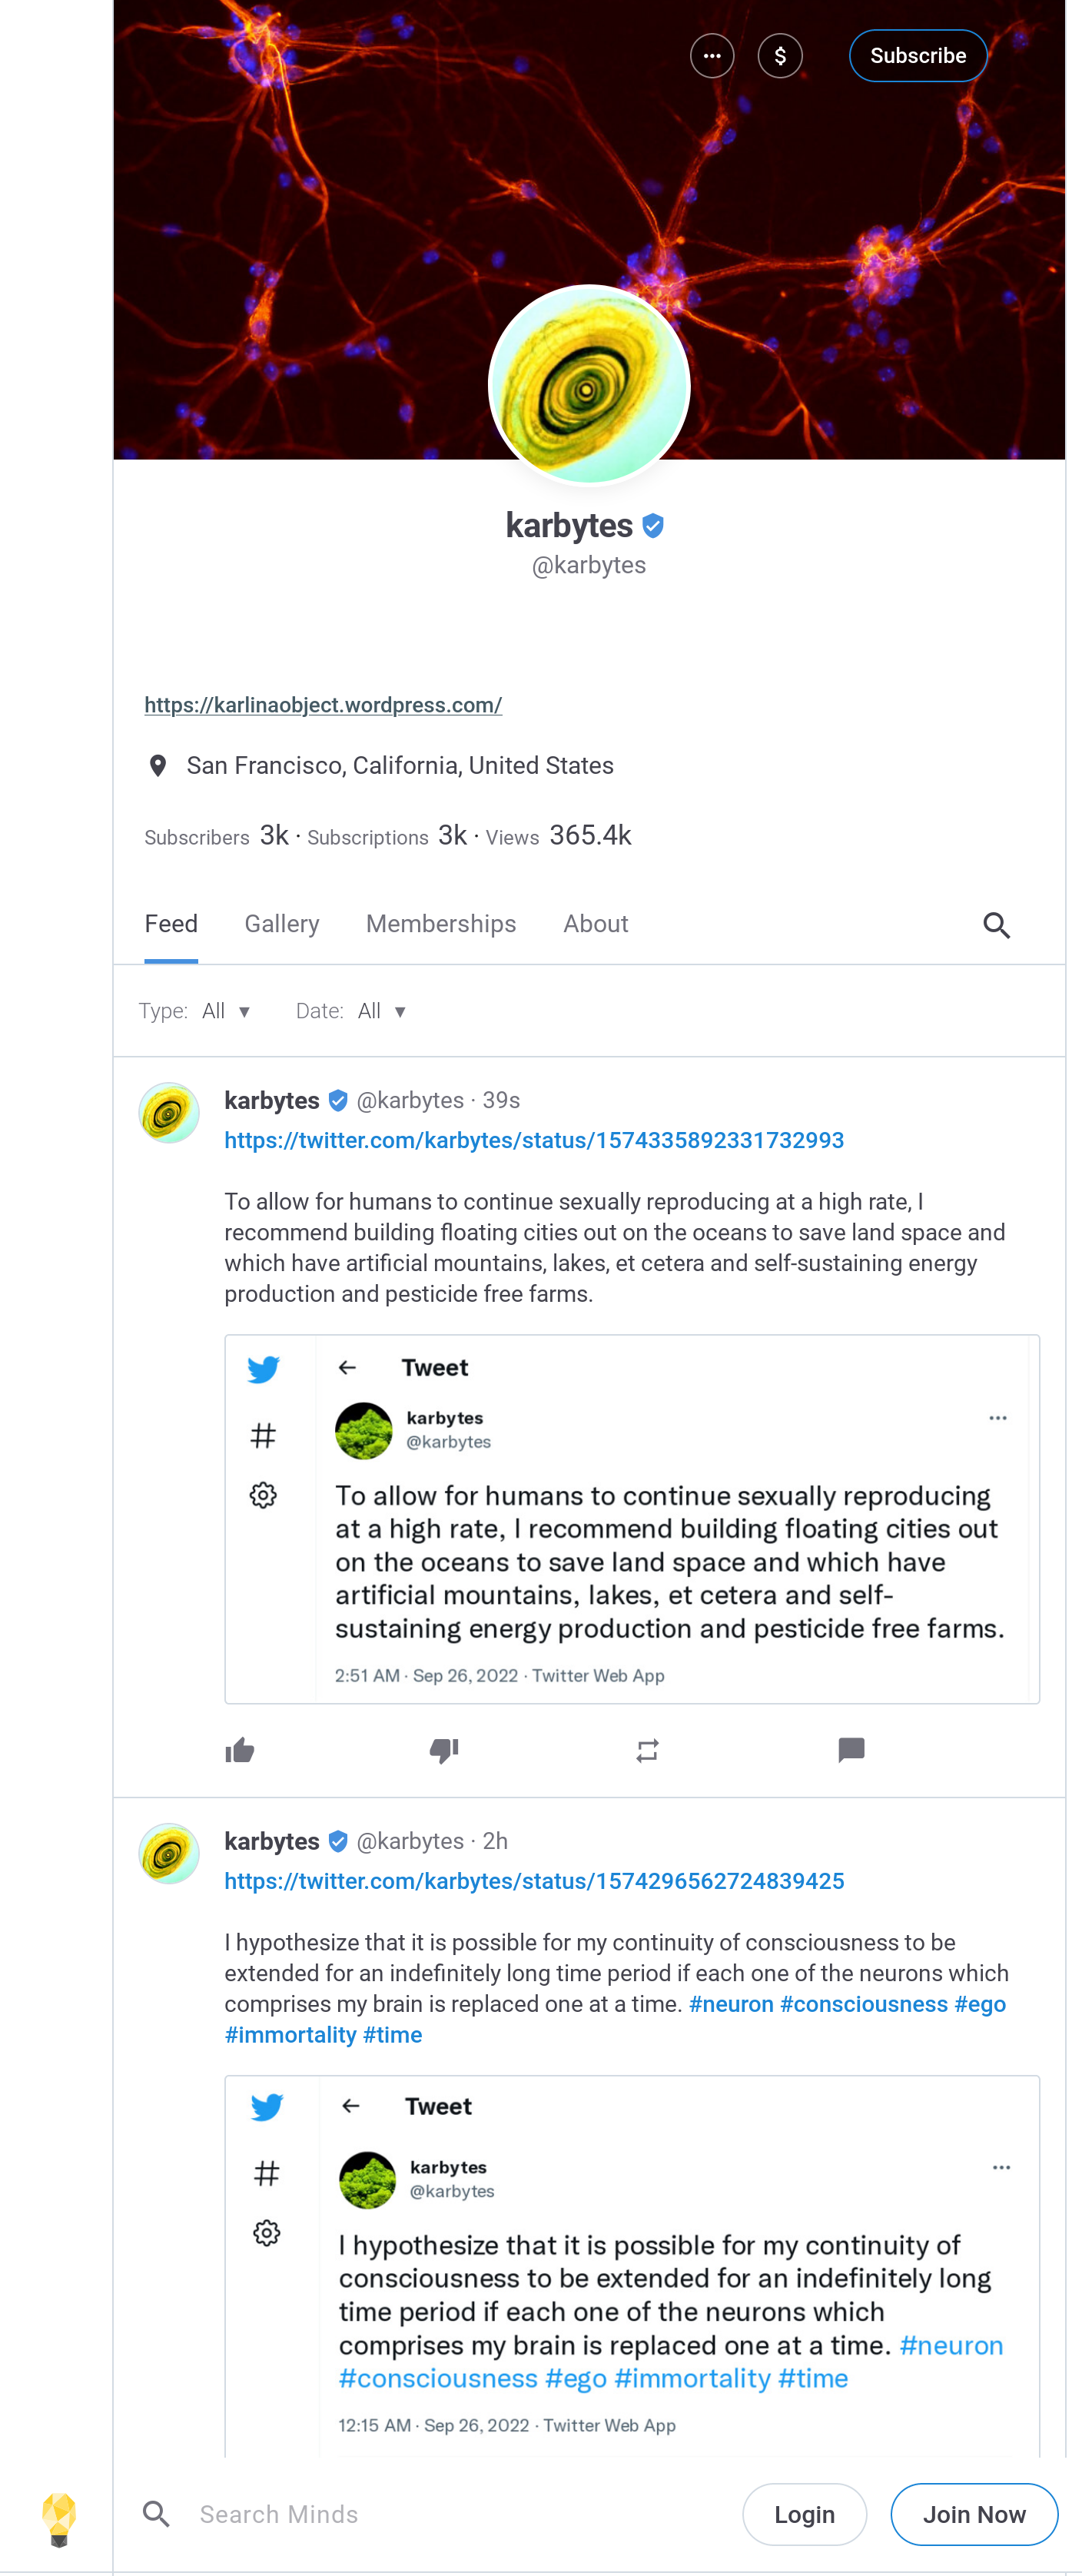 $ Subscribe
karbytes
@karbytes
https://karlinaobject.wordpress.com/
San Francisco, California, United States
Subscribers 3k · Subscriptions 3k · Views 365.4k
Feed Gallery Memberships About
Type: All ▾ Date: All ▾
karbytes @karbytes · 39s
https://twitter.com/karbytes/status/1574335892331732993
To allow for humans to continue sexually reproducing at a high rate, I
recommend building floating cities out on the oceans to save land space and
which have artificial mountains, lakes, et cetera and self-sustaining energy
production and pesticide free farms.
← Tweet
karbytes
@karbytes
To allow for humans to continue sexually reproducing
at a high rate, I recommend building floating cities out
on the oceans to save land space and which have
artificial mountains, lakes, et cetera and self-
sustaining energy production and pesticide free farms.
2:51 AM · Sep 26, 2022 · Twitter Web App
karbytes @karbytes · 2h
https://twitter.com/karbytes/status/1574296562724839425
I hypothesize that it is possible for my continuity of consciousness to be
extended for an indefinitely long time period if each one of the neurons which
comprises my brain is replaced one at a time. #neuron #consciousness #ego
#immortality #time
← Tweet
karbytes
@karbytes
I hypothesize that it is possible for my continuity of
consciousness to be extended for an indefinitely long
time period if each one of the neurons which
comprises my brain is replaced one at a time. #neuron
#consciousness #ego #immortality #time
12:15 AM · Sep 26, 2022 · Twitter Web App
Search Minds Login Join Now